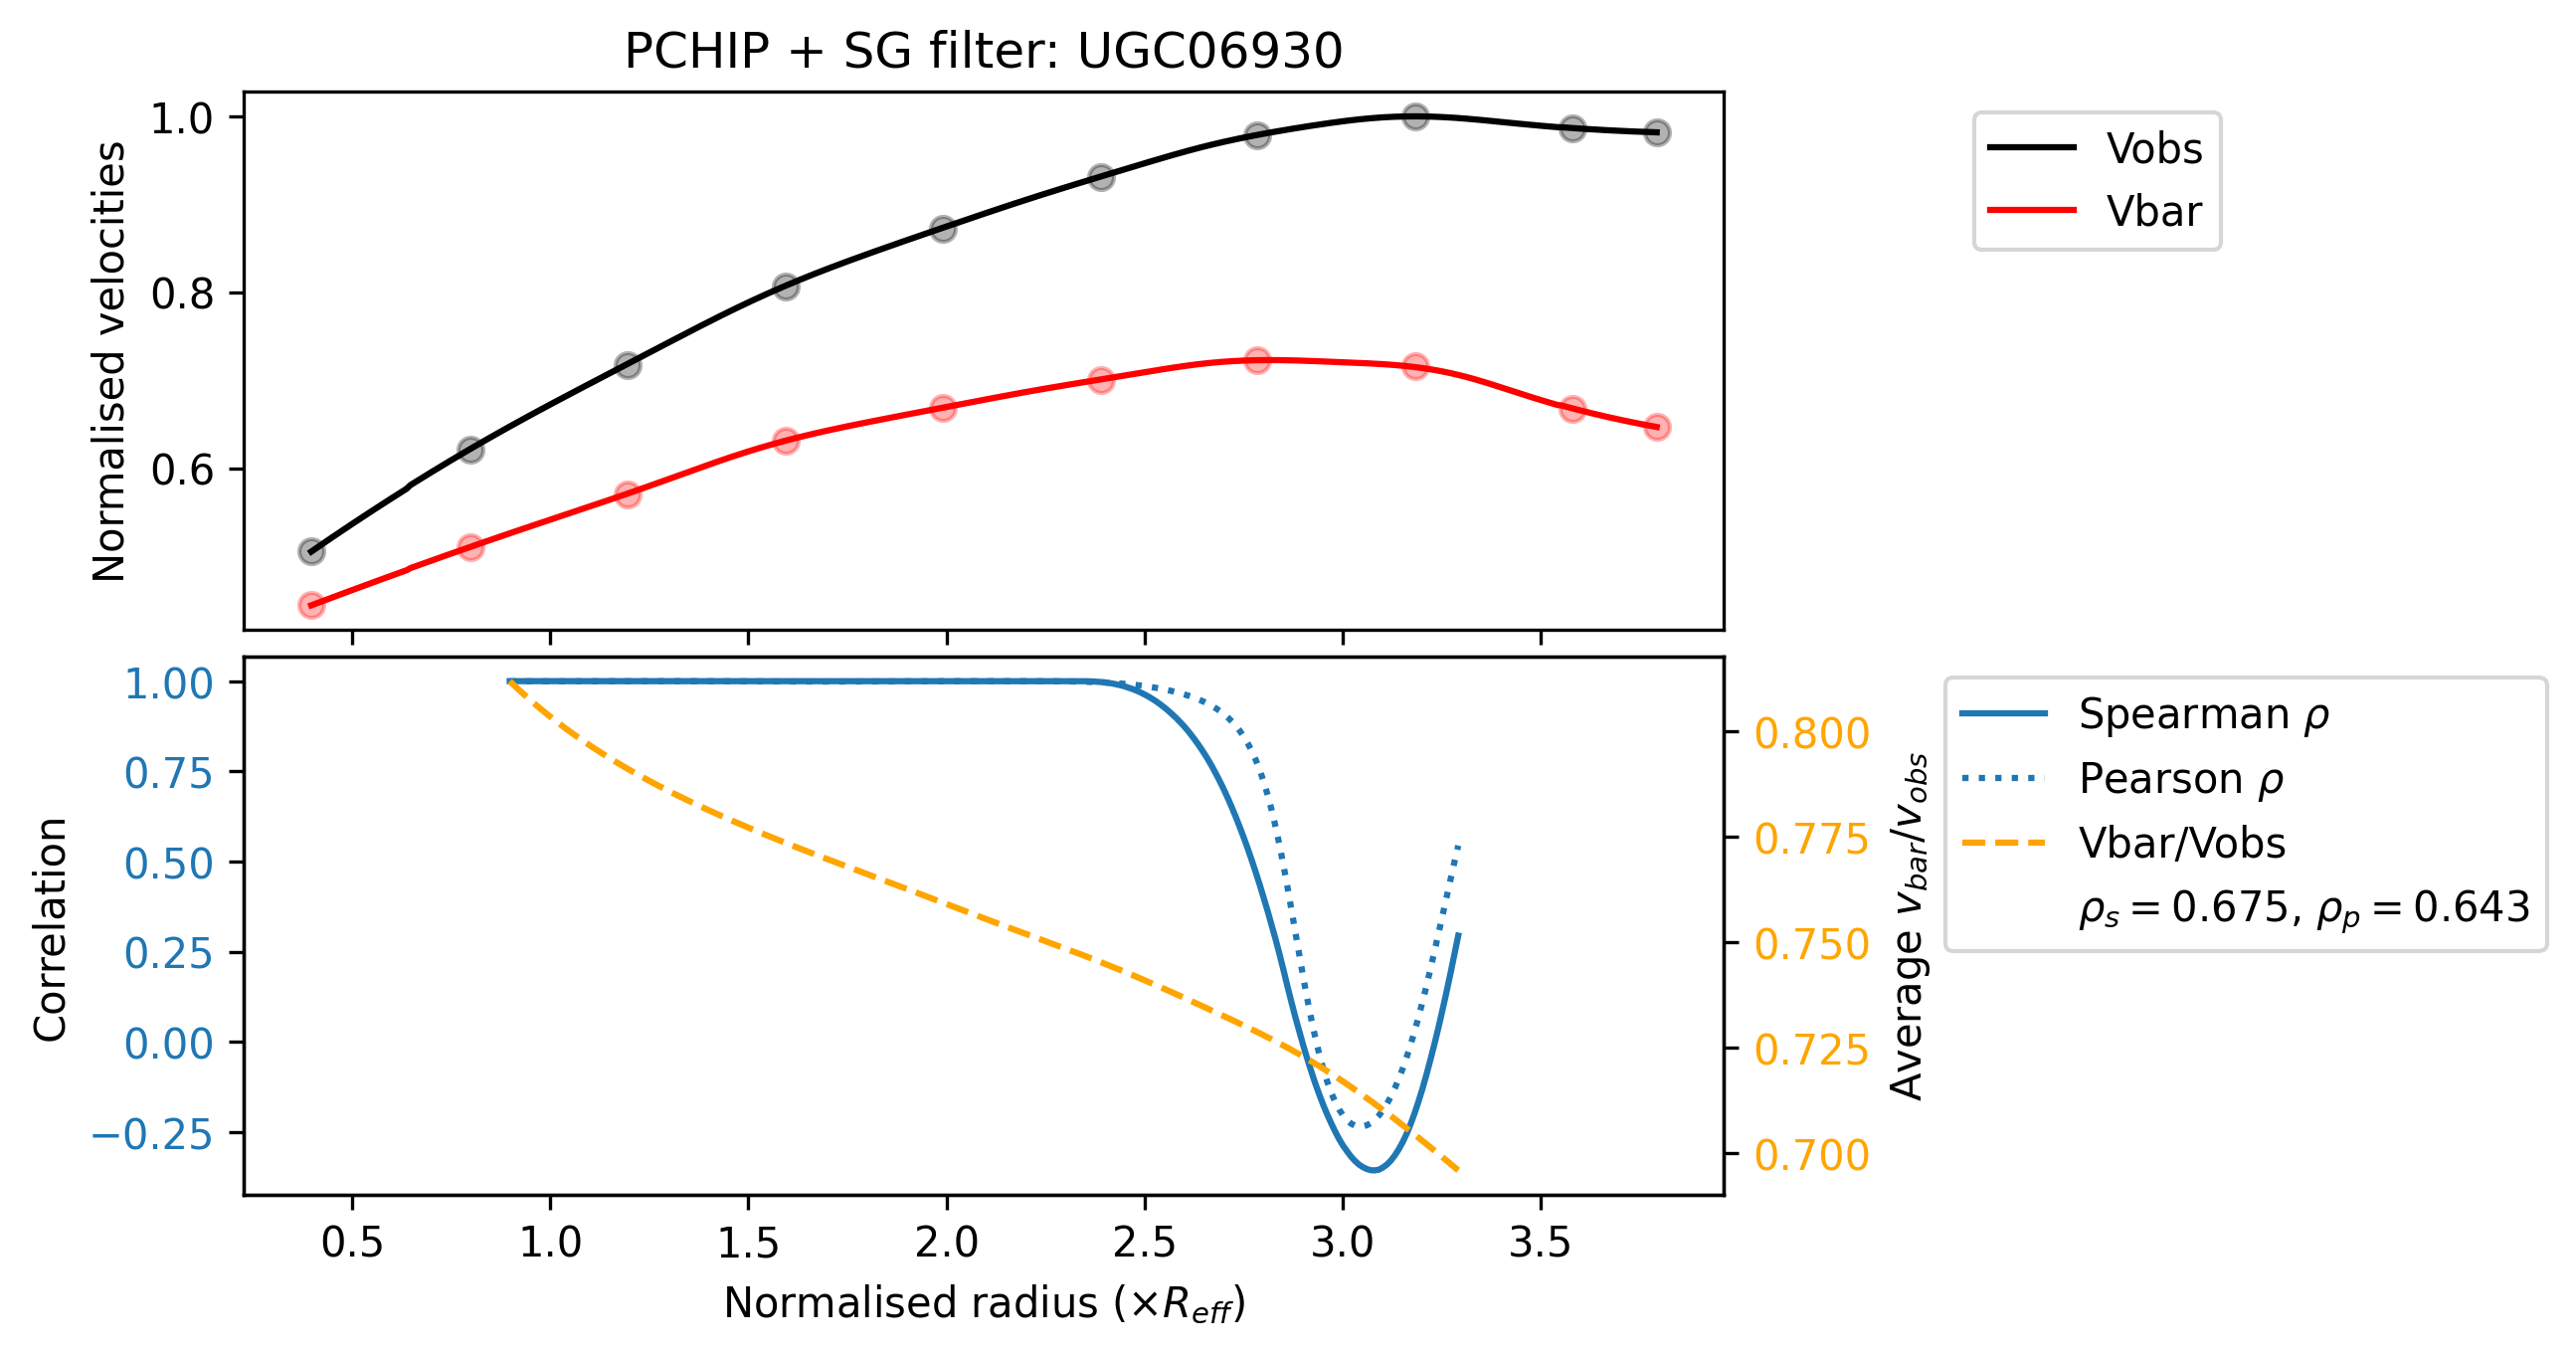 PCHIP + SG filter: UGC06930
Normalised velocities
1.0
0.8
0.6
Vobs
Vbar
Correlation
1.00
0.75
0.50
0.25
0.00
−0.25
0.800
0.775
0.750
0.725
0.700
Average v_bar/v_obs
Spearman ρ
Pearson ρ
Vbar/Vobs
ρ_s = 0.675, ρ_p = 0.643
0.5 1.0 1.5 2.0 2.5 3.0 3.5
Normalised radius (×R_eff)